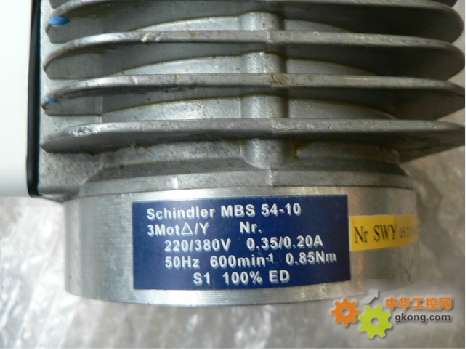 Schindler MBS 54-10
3Mot△/Y Nr.
220/380V 0.35/0.20A
50Hz 600min⁻¹ 0.85Nm
S1 100% ED
Nr SWY
中华工控网
gkong.com